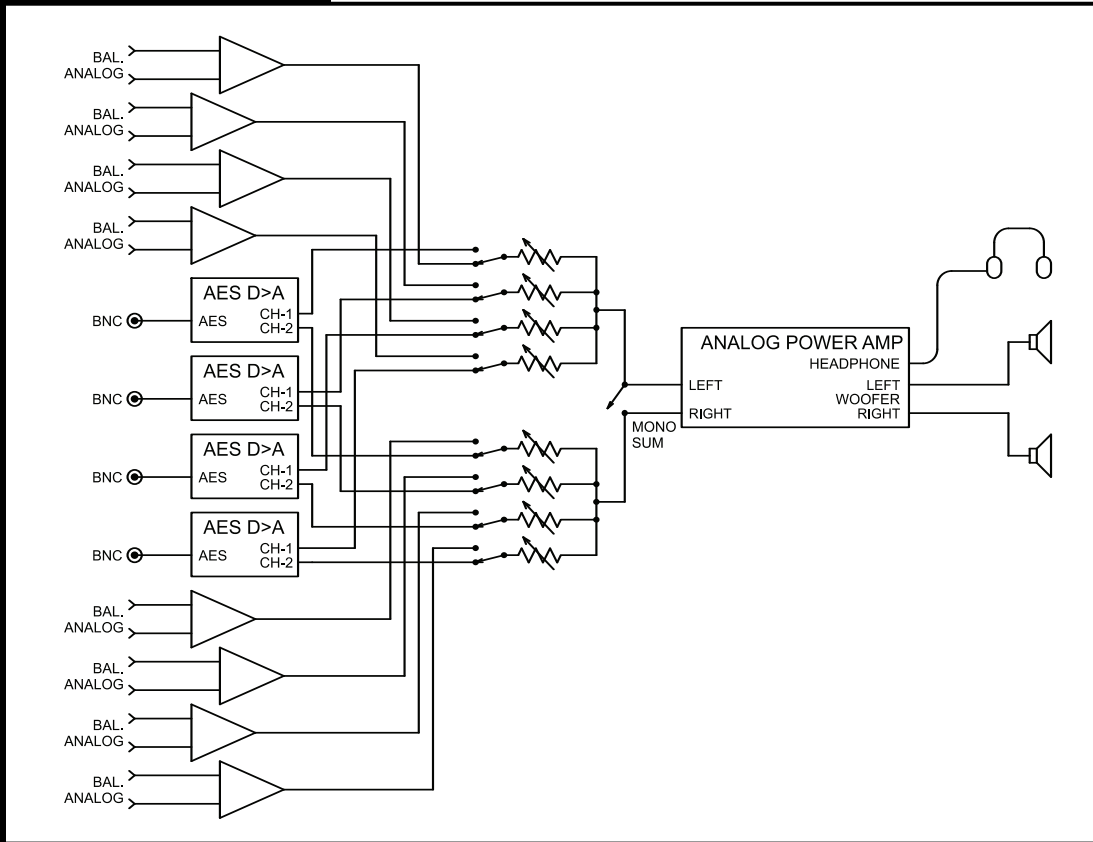 BAL.
ANALOG
BAL.
ANALOG
BAL.
ANALOG
BAL.
ANALOG
AES D>A
BNC
AES
CH-1
CH-2
AES D>A
BNC
AES
CH-1
CH-2
AES D>A
BNC
AES
CH-1
CH-2
AES D>A
BNC
AES
CH-1
CH-2
BAL.
ANALOG
BAL.
ANALOG
BAL.
ANALOG
BAL.
ANALOG
MONO
SUM
ANALOG POWER AMP
HEADPHONE
LEFT
LEFT
WOOFER
RIGHT
RIGHT